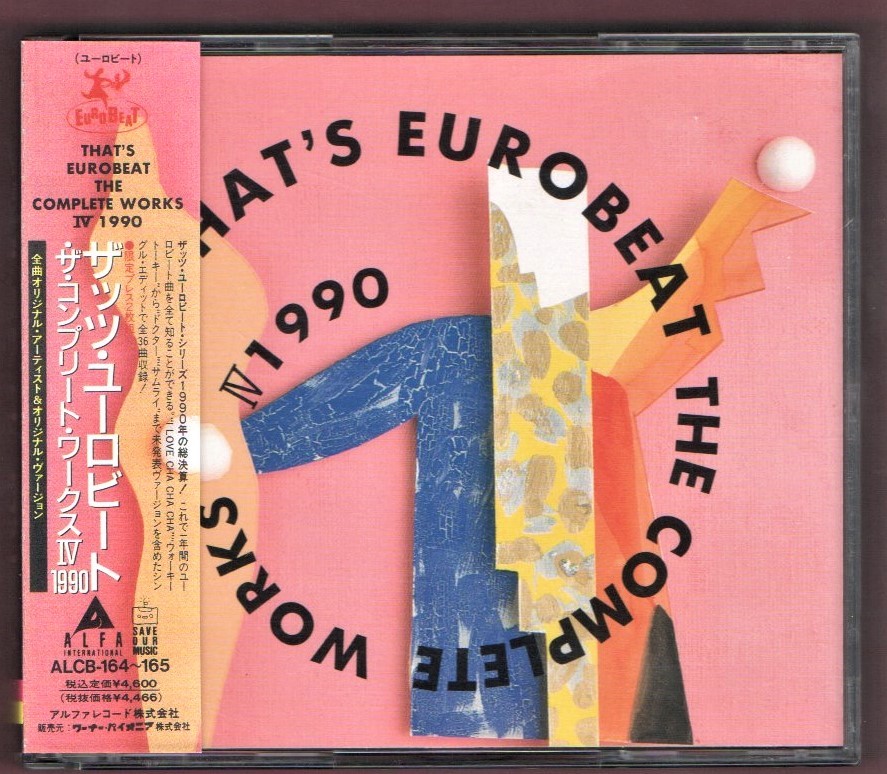 (ユーロビート)
EUROBEAT
THAT'S
EUROBEAT
THE
COMPLETE WORKS
Ⅳ 1990
ザッツ・ユーロビート
・ザ・コンプリート・ワークスⅣ
1990
全曲オリジナル・アーティスト&オリジナル・ヴァージョン
ザッツ・ユーロビート・シリーズ1990年の総決算! これで1年間のユー
ロビート曲を全て知ることができる。"I LOVE CHA CHA CHA""ウォーキー
トーキー"から"ドクター""サムライ"まで未発表ヴァージョンを含めたシン
グル・エディットで全36曲収録!
●限定プレス2枚組
ALFA
INTERNATIONAL
SAVE
OUR
MUSIC
ALCB-164~165
税込定価¥4,600
(税抜価格¥4,466)
アルファレコード株式会社
販売元:ワーナー・パイオニア株式会社
HAT'S EUROBEAT THE COMPLETE WORKS
Ⅳ 1990